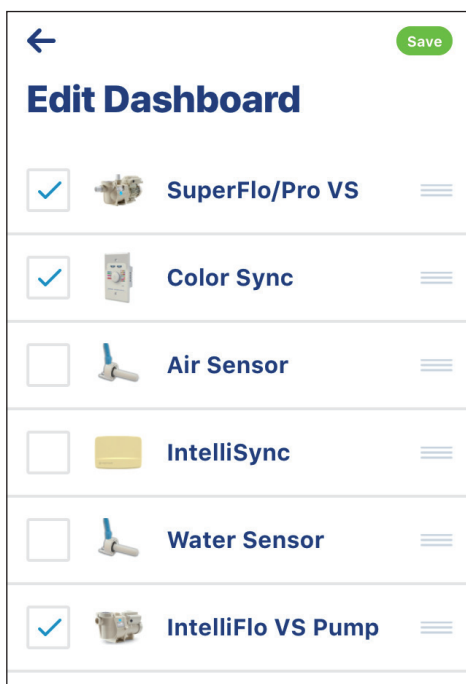 Save
Edit Dashboard
SuperFlo/Pro VS
Color Sync
Air Sensor
IntelliSync
Water Sensor
IntelliFlo VS Pump